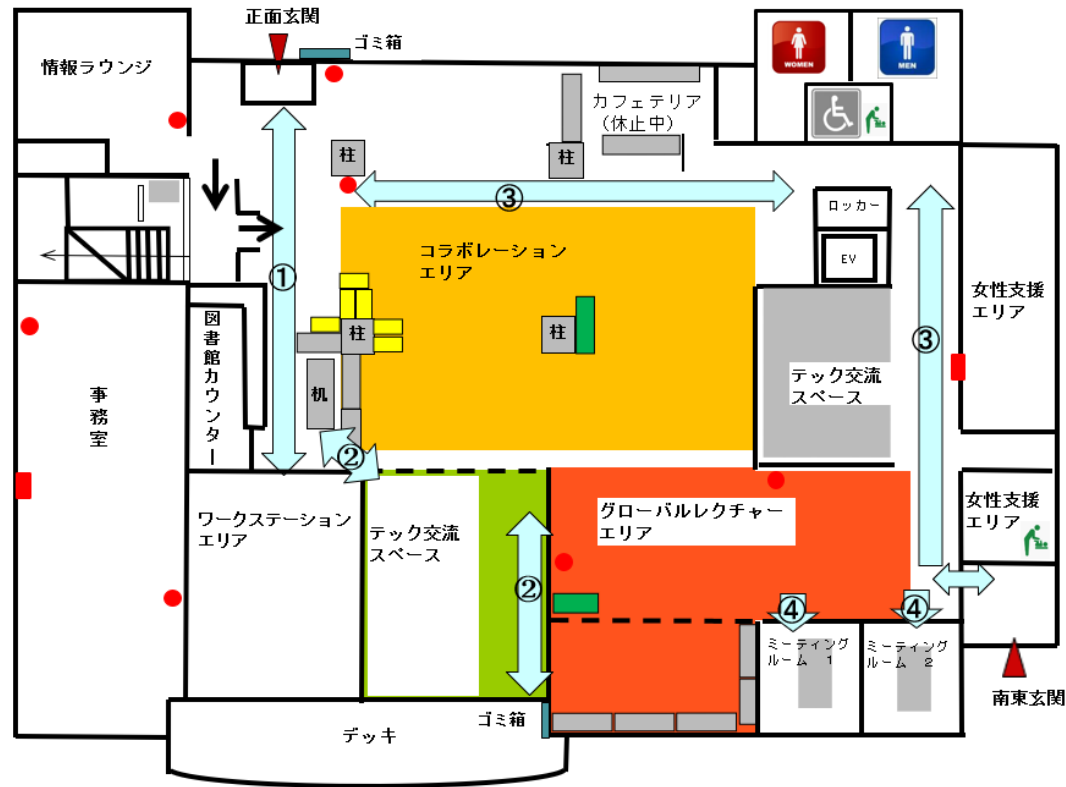 正面玄関
ゴミ箱
情報ラウンジ
WOMEN
MEN
カフェテリア
（休止中）
柱
柱
③
ロッカー
EV
コラボレーション
エリア
①
女性支援
エリア
図書館カウンター
柱
柱
③
テック交流
スペース
机
事務室
②
ワークステーション
エリア
テック交流
スペース
②
グローバルレクチャー
エリア
女性支援
エリア
④
④
ミーティング
ルーム　1
ミーティング
ルーム　2
南東玄関
ゴミ箱
デッキ